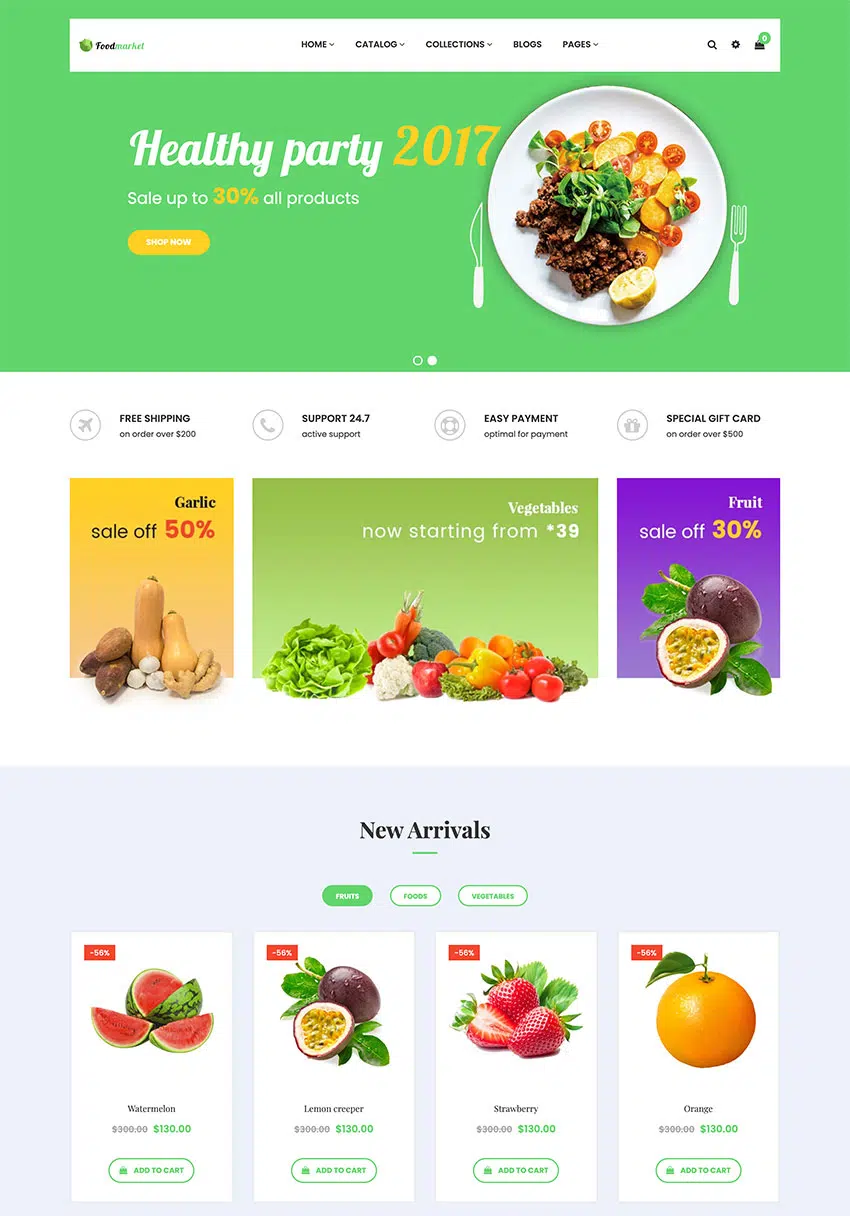 Foodmarket
HOME CATALOG COLLECTIONS BLOGS PAGES
0
Healthy party 2017
Sale up to 30% all products
SHOP NOW
FREE SHIPPING
on order over $200
SUPPORT 24.7
active support
EASY PAYMENT
optimal for payment
SPECIAL GIFT CARD
on order over $500
Garlic
sale off 50%
Vegetables
now starting from *39
Fruit
sale off 30%
New Arrivals
FRUITS FOODS VEGETABLES
-56%
Watermelon
$300.00 $130.00
ADD TO CART
-56%
Lemon creeper
$300.00 $130.00
ADD TO CART
-56%
Strawberry
$300.00 $130.00
ADD TO CART
-56%
Orange
$300.00 $130.00
ADD TO CART